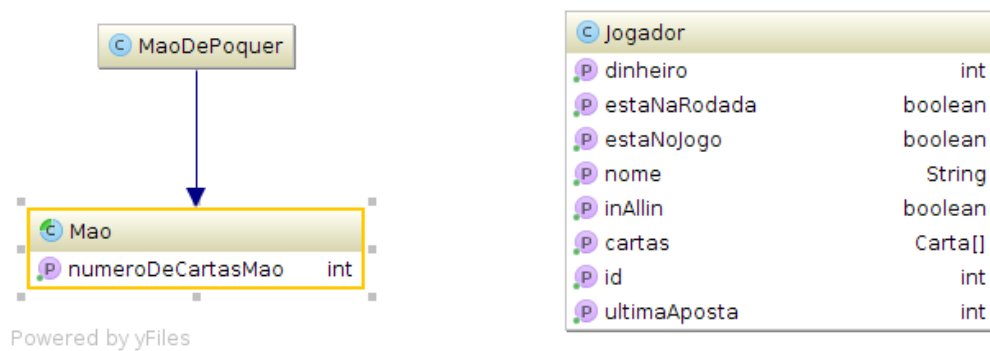 C MaoDePoquer
C Mao
P numeroDeCartasMao int
Powered by yFiles
C Jogador
P dinheiro int
P estaNaRodada boolean
P estaNoJogo boolean
P nome String
P inAllin boolean
P cartas Carta[]
P id int
P ultimaAposta int